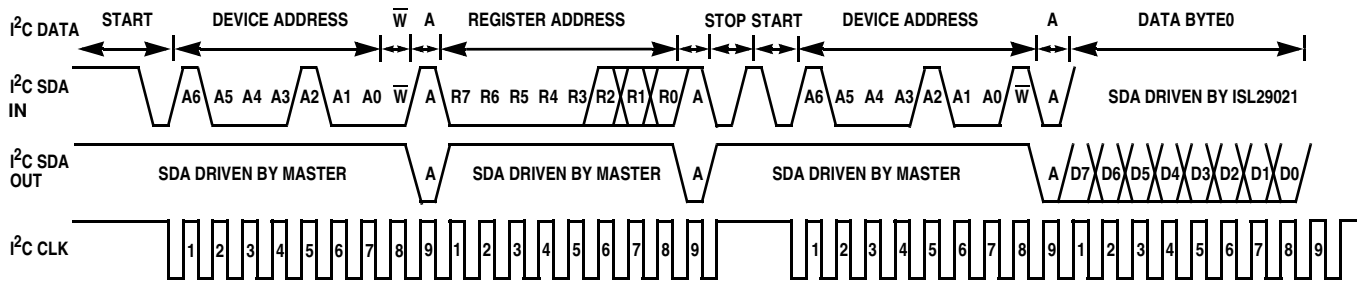 I²C DATA START DEVICE ADDRESS W̅ A REGISTER ADDRESS STOP START DEVICE ADDRESS A DATA BYTE0
I²C SDA IN A6 A5 A4 A3 A2 A1 A0 W̅ A R7 R6 R5 R4 R3 R2 R1 R0 A A6 A5 A4 A3 A2 A1 A0 W̅ A SDA DRIVEN BY ISL29021
I²C SDA OUT SDA DRIVEN BY MASTER A SDA DRIVEN BY MASTER A SDA DRIVEN BY MASTER A D7 D6 D5 D4 D3 D2 D1 D0
I²C CLK 1 2 3 4 5 6 7 8 9 1 2 3 4 5 6 7 8 9 1 2 3 4 5 6 7 8 9 1 2 3 4 5 6 7 8 9